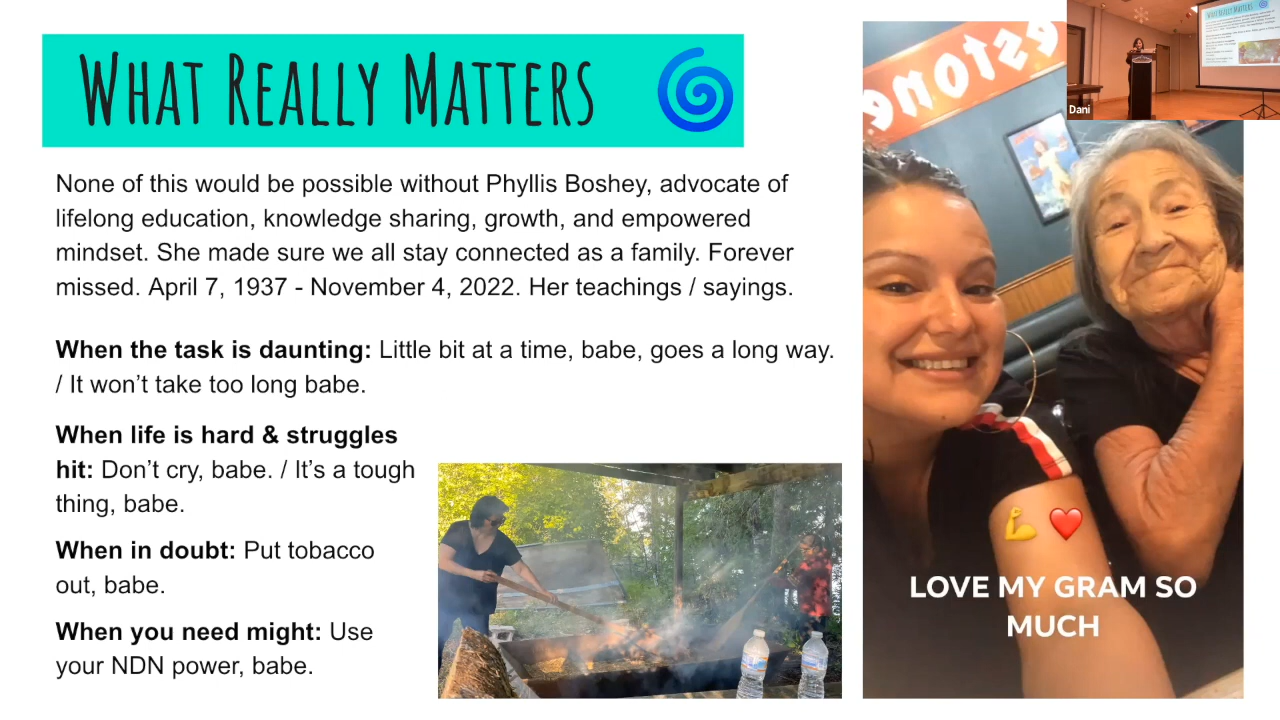 WHAT REALLY MATTERS
None of this would be possible without Phyllis Boshey, advocate of
lifelong education, knowledge sharing, growth, and empowered
mindset. She made sure we all stay connected as a family. Forever
missed. April 7, 1937 - November 4, 2022. Her teachings / sayings.
When the task is daunting: Little bit at a time, babe, goes a long way.
/ It won’t take too long babe.
When life is hard & struggles
hit: Don’t cry, babe. / It’s a tough
thing, babe.
When in doubt: Put tobacco
out, babe.
When you need might: Use
your NDN power, babe.
LOVE MY GRAM SO
MUCH
Dani
WHAT REALLY MATTERS